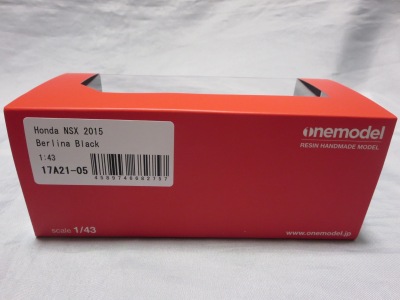 Honda NSX 2015
Berlina Black
1:43
17A21-05
onemodel
RESIN HANDMADE MODEL
scale 1/43
www.onemodel.jp